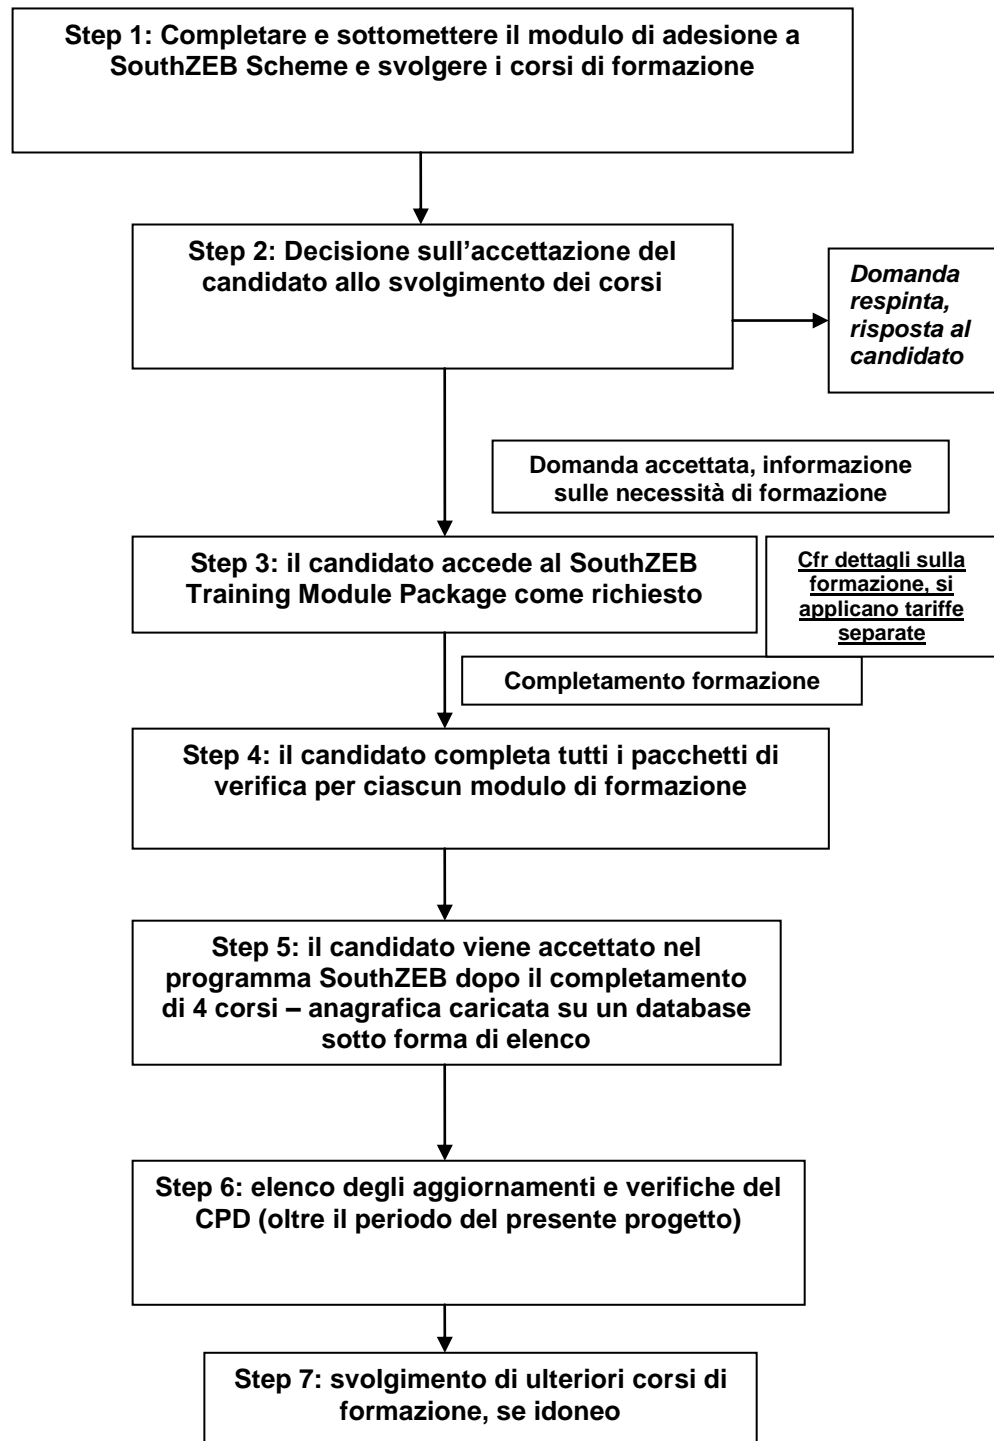 Step 1: Completare e sottomettere il modulo di adesione a
SouthZEB Scheme e svolgere i corsi di formazione
Step 2: Decisione sull’accettazione del
candidato allo svolgimento dei corsi
Domanda
respinta,
risposta al
candidato
Domanda accettata, informazione
sulle necessità di formazione
Step 3: il candidato accede al SouthZEB
Training Module Package come richiesto
Cfr dettagli sulla
formazione, si
applicano tariffe
separate
Completamento formazione
Step 4: il candidato completa tutti i pacchetti di
verifica per ciascun modulo di formazione
Step 5: il candidato viene accettato nel
programma SouthZEB dopo il completamento
di 4 corsi – anagrafica caricata su un database
sotto forma di elenco
Step 6: elenco degli aggiornamenti e verifiche del
CPD (oltre il periodo del presente progetto)
Step 7: svolgimento di ulteriori corsi di
formazione, se idoneo